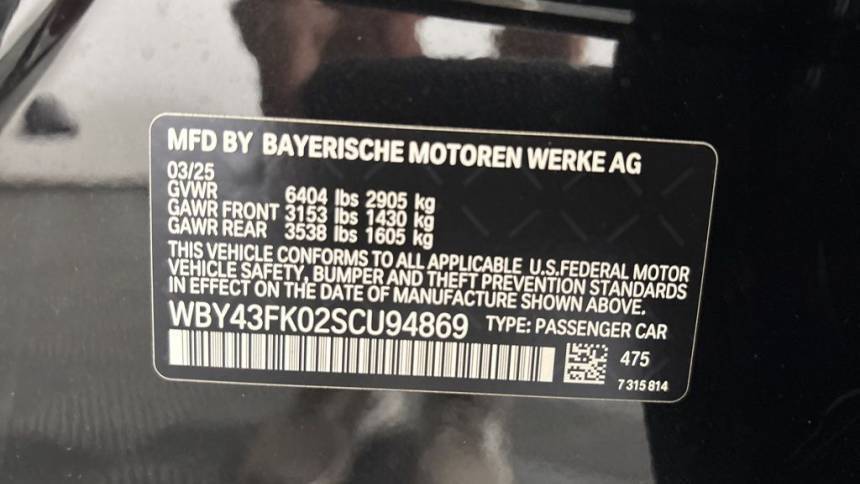 MFD BY BAYERISCHE MOTOREN WERKE AG
03/25
GVWR 6404 lbs 2905 kg
GAWR FRONT 3153 lbs 1430 kg
GAWR REAR 3538 lbs 1605 kg
THIS VEHICLE CONFORMS TO ALL APPLICABLE U.S.FEDERAL MOTOR
VEHICLE SAFETY, BUMPER AND THEFT PREVENTION STANDARDS
IN EFFECT ON THE DATE OF MANUFACTURE SHOWN ABOVE.
WBY43FK02SCU94869 TYPE: PASSENGER CAR
475
7 315 814